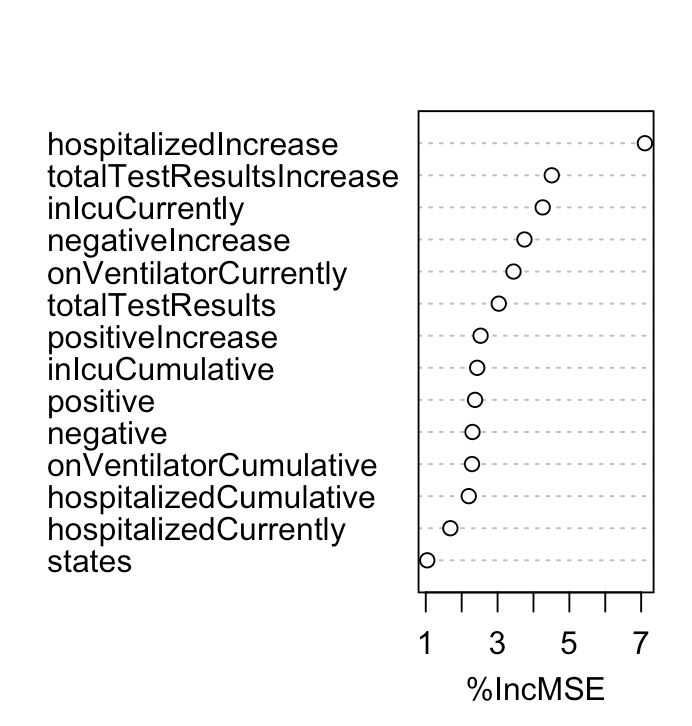 hospitalizedIncrease
totalTestResultsIncrease
inIcuCurrently
negativeIncrease
onVentilatorCurrently
totalTestResults
positiveIncrease
inIcuCumulative
positive
negative
onVentilatorCumulative
hospitalizedCumulative
hospitalizedCurrently
states
1 3 5 7
%IncMSE